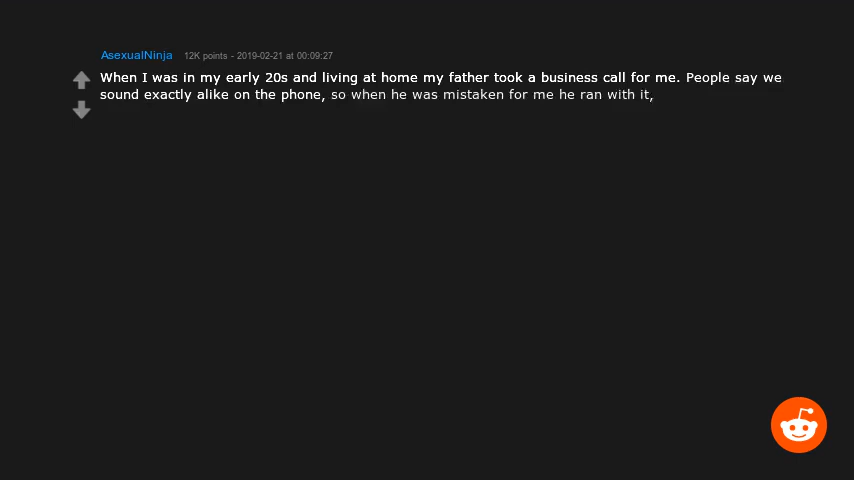 AsexualNinja 12K points - 2019-02-21 at 00:09:27
When I was in my early 20s and living at home my father took a business call for me. People say we
sound exactly alike on the phone, so when he was mistaken for me he ran with it,